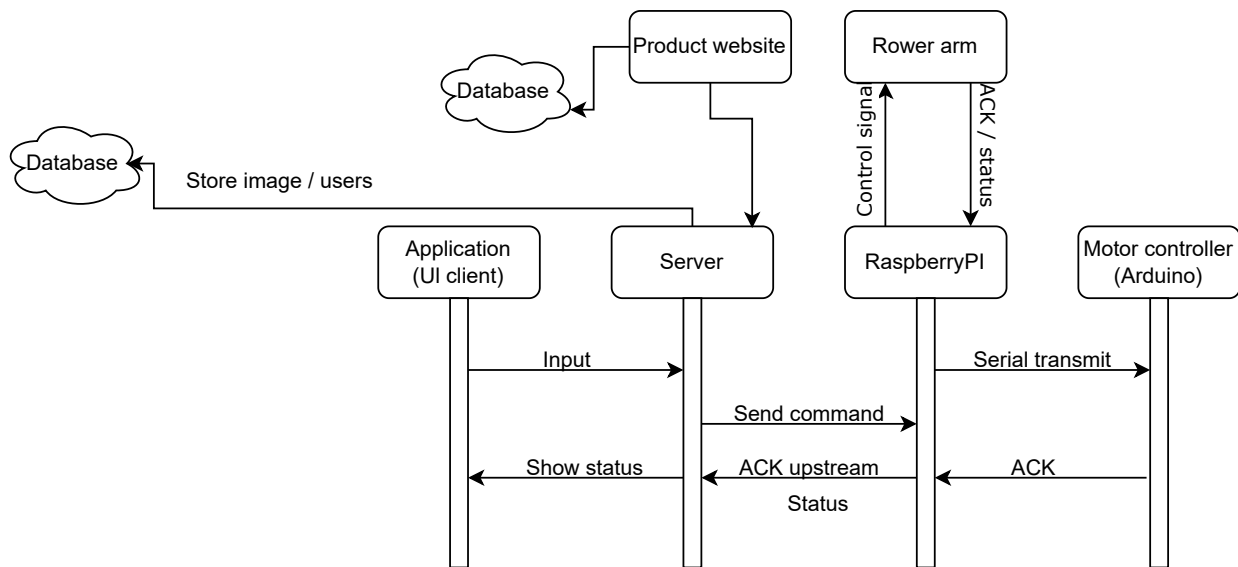 Product website
Rower arm
Database
Control signal
ACK / status
Database
Store image / users
Application
(UI client)
Server
RaspberryPI
Motor controller
(Arduino)
Input
Serial transmit
Send command
Show status
ACK upstream
ACK
Status